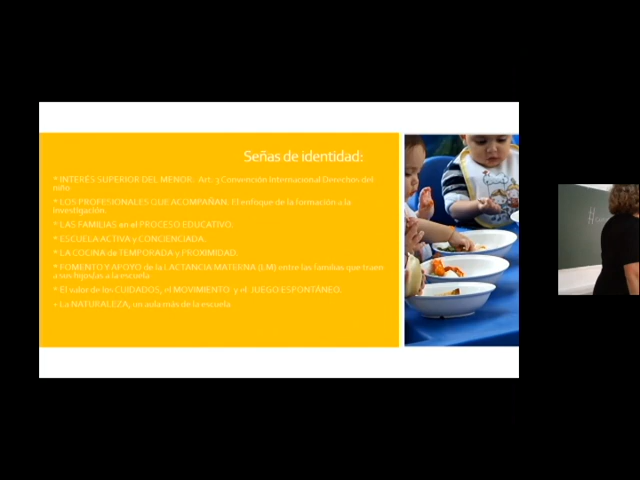 Señas de identidad:
* INTERÉS SUPERIOR DEL MENOR. Art. 3 Convención Internacional Derechos del
niño
* LOS PROFESIONALES QUE ACOMPAÑAN. El enfoque de la formación a la
investigación.
* LAS FAMILIAS en el PROCESO EDUCATIVO.
* ESCUELA ACTIVA y CONCIENCIADA.
* LA COCINA de TEMPORADA y PROXIMIDAD.
* FOMENTO Y APOYO de la LACTANCIA MATERNA (LM) entre las familias que traen
a sus hijos/as a la escuela
* El valor de los CUIDADOS, el MOVIMIENTO y el JUEGO ESPONTÁNEO.
* La NATURALEZA, un aula más de la escuela.